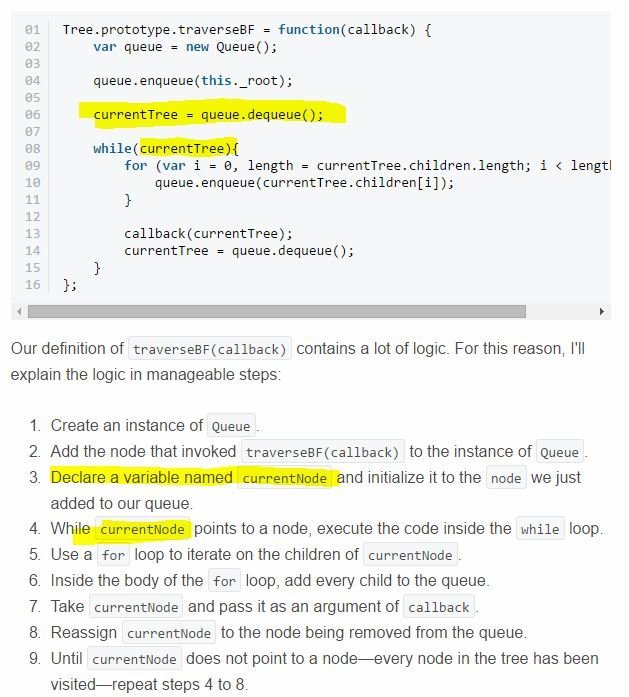 01 Tree.prototype.traverseBF = function(callback) {
02     var queue = new Queue();
03
04     queue.enqueue(this._root);
05
06     currentTree = queue.dequeue();
07
08     while(currentTree){
09         for (var i = 0, length = currentTree.children.length; i < lengt
10             queue.enqueue(currentTree.children[i]);
11         }
12
13         callback(currentTree);
14         currentTree = queue.dequeue();
15     }
16 };
Our definition of traverseBF(callback) contains a lot of logic. For this reason, I'll
explain the logic in manageable steps:
1. Create an instance of Queue.
2. Add the node that invoked traverseBF(callback) to the instance of Queue.
3. Declare a variable named currentNode and initialize it to the node we just
added to our queue.
4. While currentNode points to a node, execute the code inside the while loop.
5. Use a for loop to iterate on the children of currentNode.
6. Inside the body of the for loop, add every child to the queue.
7. Take currentNode and pass it as an argument of callback.
8. Reassign currentNode to the node being removed from the queue.
9. Until currentNode does not point to a node—every node in the tree has been
visited—repeat steps 4 to 8.